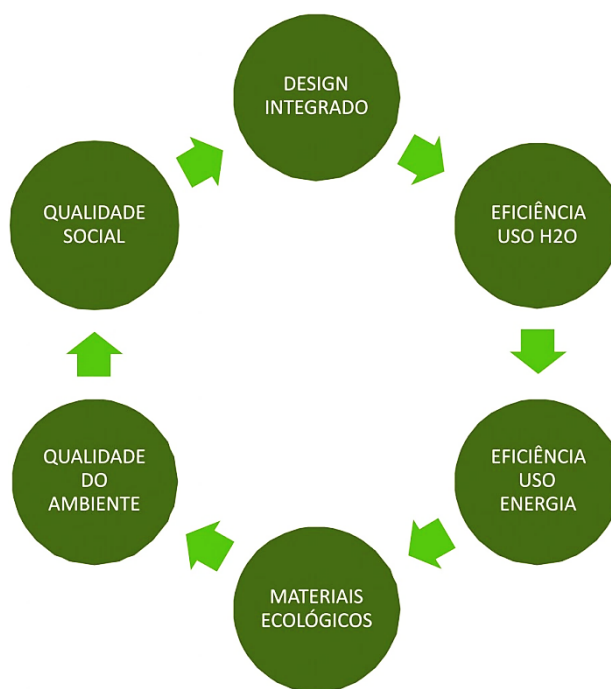 DESIGN
INTEGRADO
EFICIÊNCIA
USO H2O
EFICIÊNCIA
USO
ENERGIA
MATERIAIS
ECOLÓGICOS
QUALIDADE
DO
AMBIENTE
QUALIDADE
SOCIAL